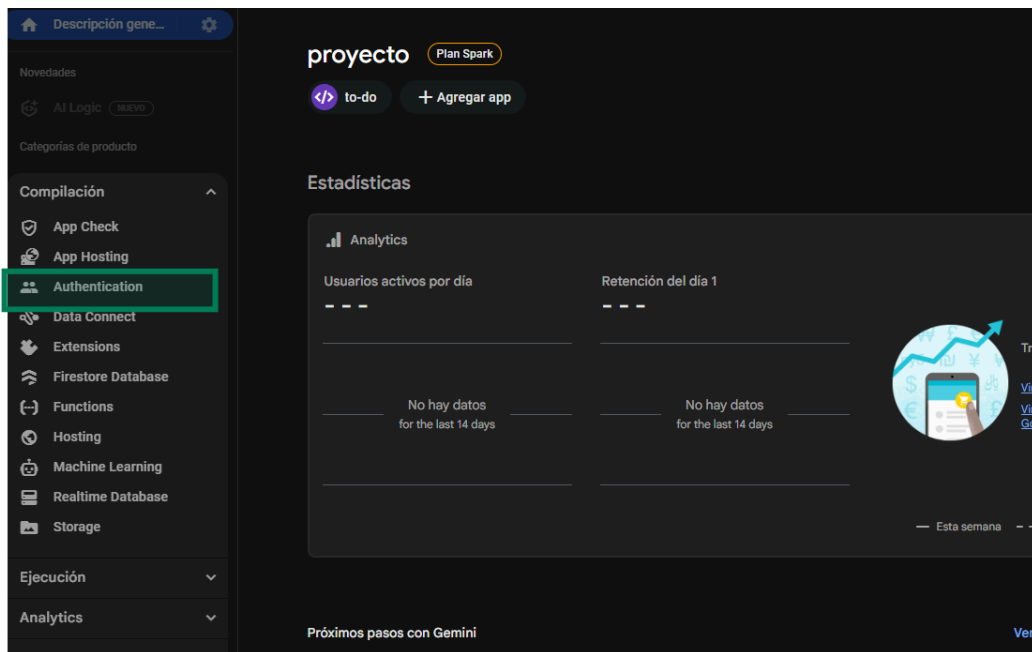 Descripción gene...
Novedades
AI Logic NUEVO
Categorías de producto
Compilación
App Check
App Hosting
Authentication
Data Connect
Extensions
Firestore Database
Functions
Hosting
Machine Learning
Realtime Database
Storage
Ejecución
Analytics
proyecto Plan Spark
</> to-do + Agregar app
Estadísticas
Analytics
Usuarios activos por día Retención del día 1
--- ---
No hay datos No hay datos
for the last 14 days for the last 14 days
Esta semana
Próximos pasos con Gemini Ver